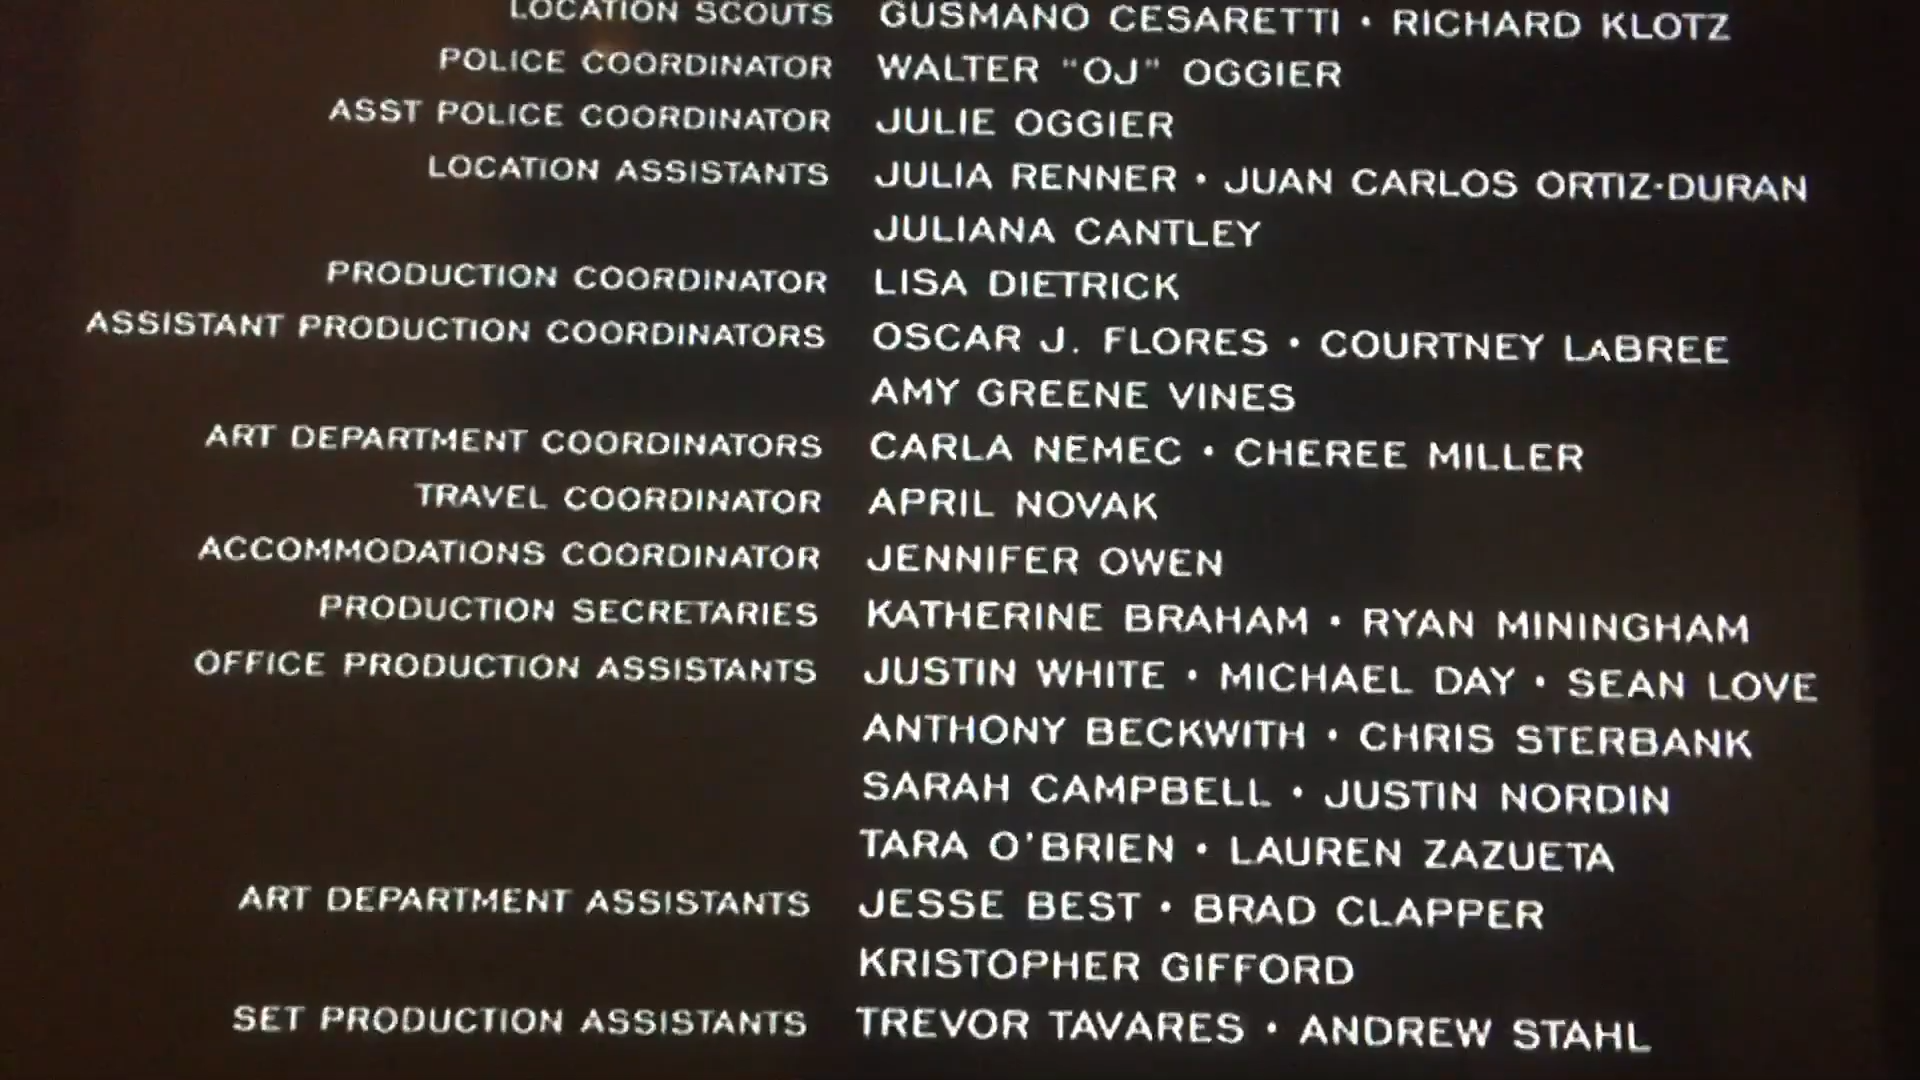 LOCATION SCOUTS GUSMANO CESARETTI • RICHARD KLOTZ
POLICE COORDINATOR WALTER "OJ" OGGIER
ASST POLICE COORDINATOR JULIE OGGIER
LOCATION ASSISTANTS JULIA RENNER • JUAN CARLOS ORTIZ-DURAN
JULIANA CANTLEY
PRODUCTION COORDINATOR LISA DIETRICK
ASSISTANT PRODUCTION COORDINATORS OSCAR J. FLORES • COURTNEY LABREE
AMY GREENE VINES
ART DEPARTMENT COORDINATORS CARLA NEMEC • CHEREE MILLER
TRAVEL COORDINATOR APRIL NOVAK
ACCOMMODATIONS COORDINATOR JENNIFER OWEN
PRODUCTION SECRETARIES KATHERINE BRAHAM • RYAN MININGHAM
OFFICE PRODUCTION ASSISTANTS JUSTIN WHITE • MICHAEL DAY • SEAN LOVE
ANTHONY BECKWITH • CHRIS STERBANK
SARAH CAMPBELL • JUSTIN NORDIN
TARA O'BRIEN • LAUREN ZAZUETA
ART DEPARTMENT ASSISTANTS JESSE BEST • BRAD CLAPPER
KRISTOPHER GIFFORD
SET PRODUCTION ASSISTANTS TREVOR TAVARES • ANDREW STAHL